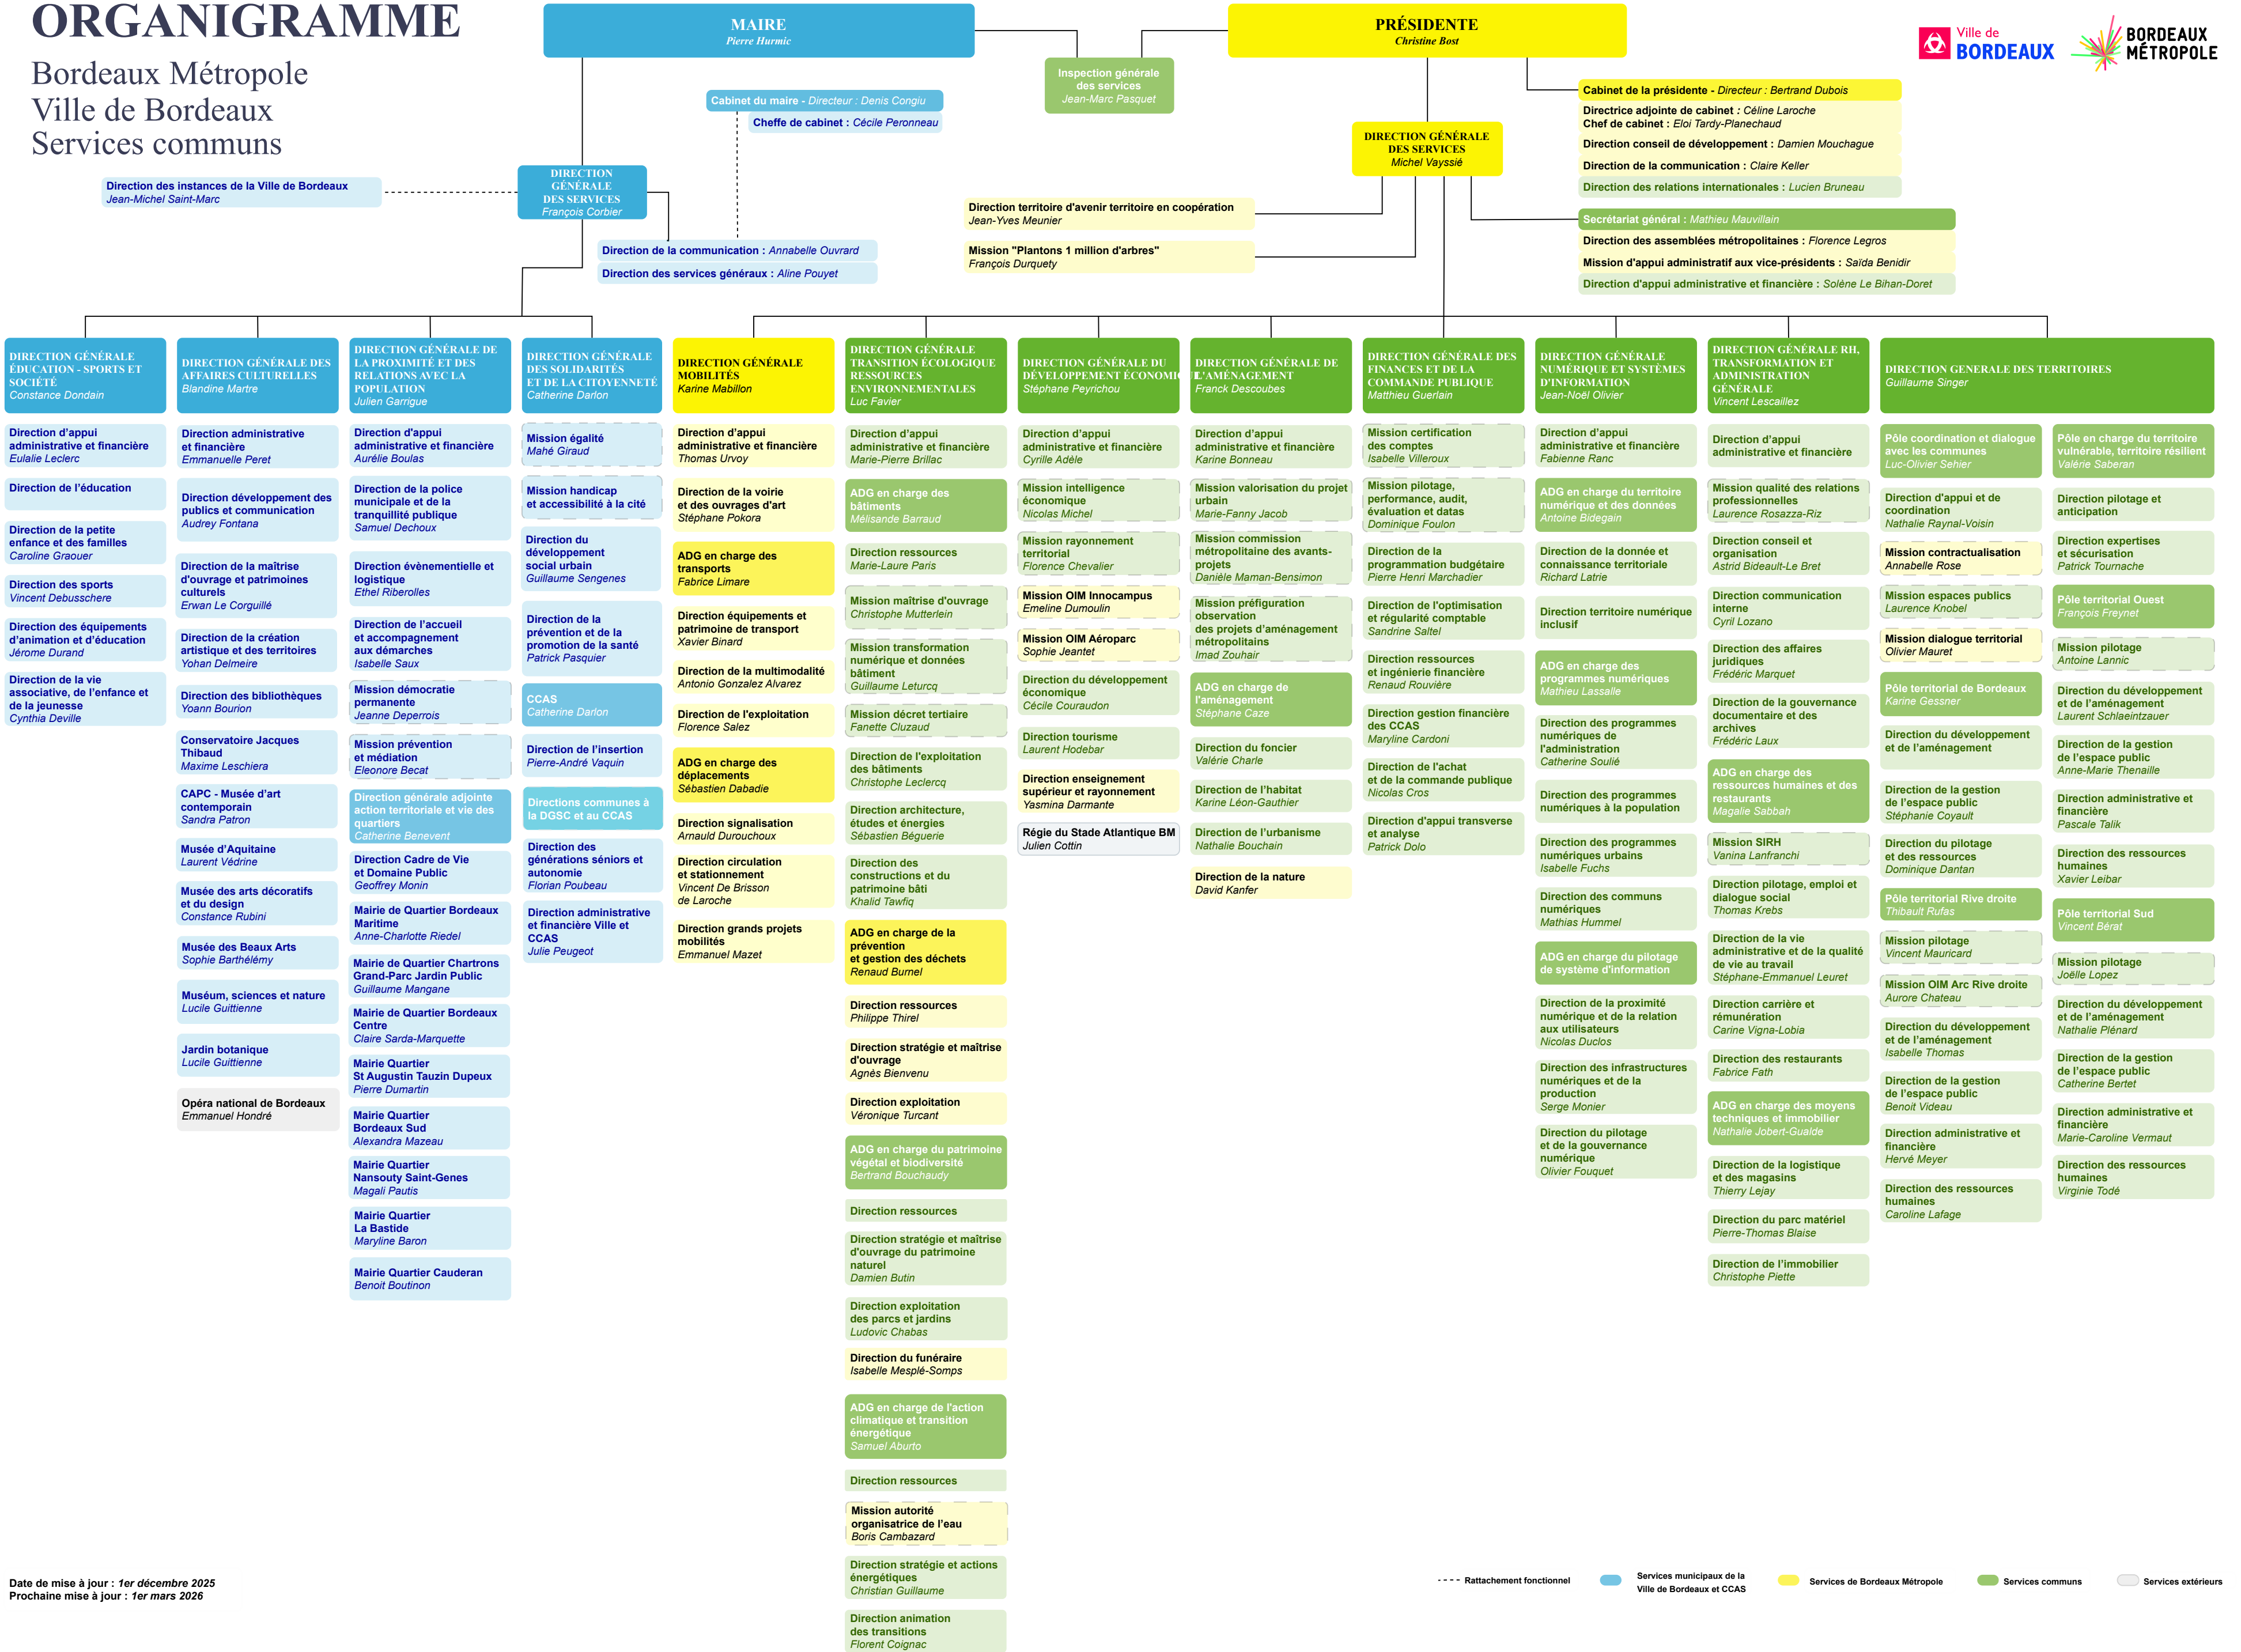 ORGANIGRAMME
Bordeaux Métropole
Ville de Bordeaux
Services communs
MAIRE
Pierre Hurmic
PRÉSIDENTE
Christine Bost
Ville de
BORDEAUX
BORDEAUX
MÉTROPOLE
Inspection générale
des services
Jean-Marc Pasquet
Cabinet du maire - Directeur : Denis Congiu
Cheffe de cabinet : Cécile Peronneau
Cabinet de la présidente - Directeur : Bertrand Dubois
Directrice adjointe de cabinet : Céline Laroche
Chef de cabinet : Eloi Tardy-Planechaud
Direction conseil de développement : Damien Mouchague
Direction de la communication : Claire Keller
Direction des relations internationales : Lucien Bruneau
DIRECTION GÉNÉRALE
DES SERVICES
Michel Vayssié
DIRECTION
GÉNÉRALE
DES SERVICES
François Corbier
Direction des instances de la Ville de Bordeaux
Jean-Michel Saint-Marc
Direction territoire d'avenir territoire en coopération
Jean-Yves Meunier
Mission "Plantons 1 million d'arbres"
François Durquety
Secrétariat général : Mathieu Mauvillain
Direction des assemblées métropolitaines : Florence Legros
Mission d'appui administratif aux vice-présidents : Saïda Benidir
Direction d'appui administrative et financière : Solène Le Bihan-Doret
Direction de la communication : Annabelle Ouvrard
Direction des services généraux : Aline Pouyet
DIRECTION GÉNÉRALE
ÉDUCATION - SPORTS ET
SOCIÉTÉ
Constance Dondain
Direction d'appui
administrative et financière
Eulalie Leclerc
Direction de l'éducation
Direction de la petite
enfance et des familles
Caroline Graouer
Direction des sports
Vincent Debusschere
Direction des équipements
d'animation et d'éducation
Jérome Durand
Direction de la vie
associative, de l'enfance et
de la jeunesse
Cynthia Deville
DIRECTION GÉNÉRALE DES
AFFAIRES CULTURELLES
Blandine Martre
Direction administrative
et financière
Emmanuelle Peret
Direction développement des
publics et communication
Audrey Fontana
Direction de la maîtrise
d'ouvrage et patrimoines
culturels
Erwan Le Corguillé
Direction de la création
artistique et des territoires
Yohan Delmeire
Direction des bibliothèques
Yoann Bourion
Conservatoire Jacques
Thibaud
Maxime Leschiera
CAPC - Musée d'art
contemporain
Sandra Patron
Musée d'Aquitaine
Laurent Védrine
Musée des arts décoratifs
et du design
Constance Rubini
Musée des Beaux Arts
Sophie Barthélémy
Muséum, sciences et nature
Lucile Guittienne
Jardin botanique
Lucile Guittienne
Opéra national de Bordeaux
Emmanuel Hondré
DIRECTION GÉNÉRALE DE
LA PROXIMITÉ ET DES
RELATIONS AVEC LA
POPULATION
Julien Garrigue
Direction d'appui
administrative et financière
Aurélie Boulas
Direction de la police
municipale et de la
tranquillité publique
Samuel Dechoux
Direction évènementielle et
logistique
Ethel Riberolles
Direction de l'accueil
et accompagnement
aux démarches
Isabelle Saux
Mission démocratie
permanente
Jeanne Deperrois
Mission prévention
et médiation
Eleonore Becat
Direction générale adjointe
action territoriale et vie des
quartiers
Catherine Benevent
Direction Cadre de Vie
et Domaine Public
Geoffrey Monin
Mairie de Quartier Bordeaux
Maritime
Anne-Charlotte Riedel
Mairie de Quartier Chartrons
Grand-Parc Jardin Public
Guillaume Mangane
Mairie de Quartier Bordeaux
Centre
Claire Sarda-Marquette
Mairie Quartier
St Augustin Tauzin Dupeux
Pierre Dumartin
Mairie Quartier
Bordeaux Sud
Alexandra Mazeau
Mairie Quartier
Nansouty Saint-Genes
Magali Pautis
Mairie Quartier
La Bastide
Maryline Baron
Mairie Quartier Cauderan
Benoit Boutinon
DIRECTION GÉNÉRALE
DES SOLIDARITÉS
ET DE LA CITOYENNETÉ
Catherine Darlon
Mission égalité
Mahé Giraud
Mission handicap
et accessibilité à la cité
Direction du
développement
social urbain
Guillaume Sengenes
Direction de la
prévention et de la
promotion de la santé
Patrick Pasquier
CCAS
Catherine Darlon
Direction de l'insertion
Pierre-André Vaquin
Directions communes à
la DGSC et au CCAS
Direction des
générations séniors et
autonomie
Florian Poubeau
Direction administrative
et financière Ville et
CCAS
Julie Peugeot
DIRECTION GÉNÉRALE
MOBILITÉS
Karine Mabillon
Direction d'appui
administrative et financière
Thomas Urvoy
Direction de la voirie
et des ouvrages d'art
Stéphane Pokora
ADG en charge des
transports
Fabrice Limare
Direction équipements et
patrimoine de transport
Xavier Binard
Direction de la multimodalité
Antonio Gonzalez Alvarez
Direction de l'exploitation
Florence Salez
ADG en charge des
déplacements
Sébastien Dabadie
Direction signalisation
Arnauld Durouchoux
Direction circulation
et stationnement
Vincent De Brisson
de Laroche
Direction grands projets
mobilités
Emmanuel Mazet
DIRECTION GÉNÉRALE
TRANSITION ÉCOLOGIQUE
RESSOURCES
ENVIRONNEMENTALES
Luc Favier
Direction d'appui
administrative et financière
Marie-Pierre Brillac
ADG en charge des
bâtiments
Mélisande Barraud
Direction ressources
Marie-Laure Paris
Mission maîtrise d'ouvrage
Christophe Mutterlein
Mission transformation
numérique et données
bâtiment
Guillaume Leturcq
Mission décret tertiaire
Fanette Cluzaud
Direction de l'exploitation
des bâtiments
Christophe Leclercq
Direction architecture,
études et énergies
Sébastien Béguerie
Direction des
constructions et du
patrimoine bâti
Khalid Tawfiq
ADG en charge de la
prévention
et gestion des déchets
Renaud Burnel
Direction ressources
Philippe Thirel
Direction stratégie et maîtrise
d'ouvrage
Agnès Bienvenu
Direction exploitation
Véronique Turcant
ADG en charge du patrimoine
végétal et biodiversité
Bertrand Bouchaudy
Direction ressources
Direction stratégie et maîtrise
d'ouvrage du patrimoine
naturel
Damien Butin
Direction exploitation
des parcs et jardins
Ludovic Chabas
Direction du funéraire
Isabelle Mesplé-Somps
ADG en charge de l'action
climatique et transition
énergétique
Samuel Aburto
Direction ressources
Mission autorité
organisatrice de l'eau
Boris Cambazard
Direction stratégie et actions
énergétiques
Christian Guillaume
Direction animation
des transitions
Florent Coignac
DIRECTION GÉNÉRALE DU
DÉVELOPPEMENT ÉCONOMIQUE
Stéphane Peyrichou
Direction d'appui
administrative et financière
Cyrille Adèle
Mission intelligence
économique
Nicolas Michel
Mission rayonnement
territorial
Florence Chevalier
Mission OIM Innocampus
Emeline Dumoulin
Mission OIM Aéroparc
Sophie Jeantet
Direction du développement
économique
Cécile Couraudon
Direction tourisme
Laurent Hodebar
Direction enseignement
supérieur et rayonnement
Yasmina Darmante
Régie du Stade Atlantique BM
Julien Cottin
DIRECTION GÉNÉRALE DE
L'AMÉNAGEMENT
Franck Descoubes
Direction d'appui
administrative et financière
Karine Bonneau
Mission valorisation du projet
urbain
Marie-Fanny Jacob
Mission commission
métropolitaine des avants-
projets
Danièle Maman-Bensimon
Mission préfiguration
observation
des projets d'aménagement
métropolitains
Imad Zouhair
ADG en charge de
l'aménagement
Stéphane Caze
Direction du foncier
Valérie Charle
Direction de l'habitat
Karine Léon-Gauthier
Direction de l'urbanisme
Nathalie Bouchain
Direction de la nature
David Kanfer
DIRECTION GÉNÉRALE DES
FINANCES ET DE LA
COMMANDE PUBLIQUE
Matthieu Guerlain
Mission certification
des comptes
Isabelle Villeroux
Mission pilotage,
performance, audit,
évaluation et datas
Dominique Foulon
Direction de la
programmation budgétaire
Pierre Henri Marchadier
Direction de l'optimisation
et régularité comptable
Sandrine Saltel
Direction ressources
et ingénierie financière
Renaud Rouvière
Direction gestion financière
des CCAS
Maryline Cardoni
Direction de l'achat
et de la commande publique
Nicolas Cros
Direction d'appui transverse
et analyse
Patrick Dolo
DIRECTION GÉNÉRALE
NUMÉRIQUE ET SYSTÈMES
D'INFORMATION
Jean-Noël Olivier
Direction d'appui
administrative et financière
Fabienne Ranc
ADG en charge du territoire
numérique et des données
Antoine Bidegain
Direction de la donnée et
connaissance territoriale
Richard Latrie
Direction territoire numérique
inclusif
ADG en charge des
programmes numériques
Mathieu Lassalle
Direction des programmes
numériques de
l'administration
Catherine Soulié
Direction des programmes
numériques à la population
Direction des programmes
numériques urbains
Isabelle Fuchs
Direction des communs
numériques
Mathias Hummel
ADG en charge du pilotage
de système d'information
Direction de la proximité
numérique et de la relation
aux utilisateurs
Nicolas Duclos
Direction des infrastructures
numériques et de la
production
Serge Monier
Direction du pilotage
et de la gouvernance
numérique
Olivier Fouquet
DIRECTION GÉNÉRALE RH,
TRANSFORMATION ET
ADMINISTRATION
GÉNÉRALE
Vincent Lescaillez
Direction d'appui
administrative et financière
Mission qualité des relations
professionnelles
Laurence Rosazza-Riz
Direction conseil et
organisation
Astrid Bideault-Le Bret
Direction communication
interne
Cyril Lozano
Direction des affaires
juridiques
Frédéric Marquet
Direction de la gouvernance
documentaire et des
archives
Frédéric Laux
ADG en charge des
ressources humaines et des
restaurants
Magalie Sabbah
Mission SIRH
Vanina Lanfranchi
Direction pilotage, emploi et
dialogue social
Thomas Krebs
Direction de la vie
administrative et de la qualité
de vie au travail
Stéphane-Emmanuel Leuret
Direction carrière et
rémunération
Carine Vigna-Lobia
Direction des restaurants
Fabrice Fath
ADG en charge des moyens
techniques et immobilier
Nathalie Jobert-Gualde
Direction de la logistique
et des magasins
Thierry Lejay
Direction du parc matériel
Pierre-Thomas Blaise
Direction de l'immobilier
Christophe Piette
DIRECTION GENERALE DES TERRITOIRES
Guillaume Singer
Pôle coordination et dialogue
avec les communes
Luc-Olivier Sehier
Direction d'appui et de
coordination
Nathalie Raynal-Voisin
Mission contractualisation
Annabelle Rose
Mission espaces publics
Laurence Knobel
Mission dialogue territorial
Olivier Mauret
Pôle territorial de Bordeaux
Karine Gessner
Direction du développement
et de l'aménagement
Direction de la gestion
de l'espace public
Stéphanie Coyault
Direction du pilotage
et des ressources
Dominique Dantan
Pôle territorial Rive droite
Thibault Rufas
Mission pilotage
Vincent Mauricard
Mission OIM Arc Rive droite
Aurore Chateau
Direction du développement
et de l'aménagement
Isabelle Thomas
Direction de la gestion
de l'espace public
Benoit Videau
Direction administrative et
financière
Hervé Meyer
Direction des ressources
humaines
Caroline Lafage
Pôle en charge du territoire
vulnérable, territoire résilient
Valérie Saberan
Direction pilotage et
anticipation
Direction expertises
et sécurisation
Patrick Tournache
Pôle territorial Ouest
François Freynet
Mission pilotage
Antoine Lannic
Direction du développement
et de l'aménagement
Laurent Schlaeintzauer
Direction de la gestion
de l'espace public
Anne-Marie Thenaille
Direction administrative et
financière
Pascale Talik
Direction des ressources
humaines
Xavier Leibar
Pôle territorial Sud
Vincent Bérat
Mission pilotage
Joëlle Lopez
Direction du développement
et de l'aménagement
Nathalie Plénard
Direction de la gestion
de l'espace public
Catherine Bertet
Direction administrative et
financière
Marie-Caroline Vermaut
Direction des ressources
humaines
Virginie Todé
Date de mise à jour : 1er décembre 2025
Prochaine mise à jour : 1er mars 2026
Rattachement fonctionnel
Services municipaux de la
Ville de Bordeaux et CCAS
Services de Bordeaux Métropole
Services communs
Services extérieurs